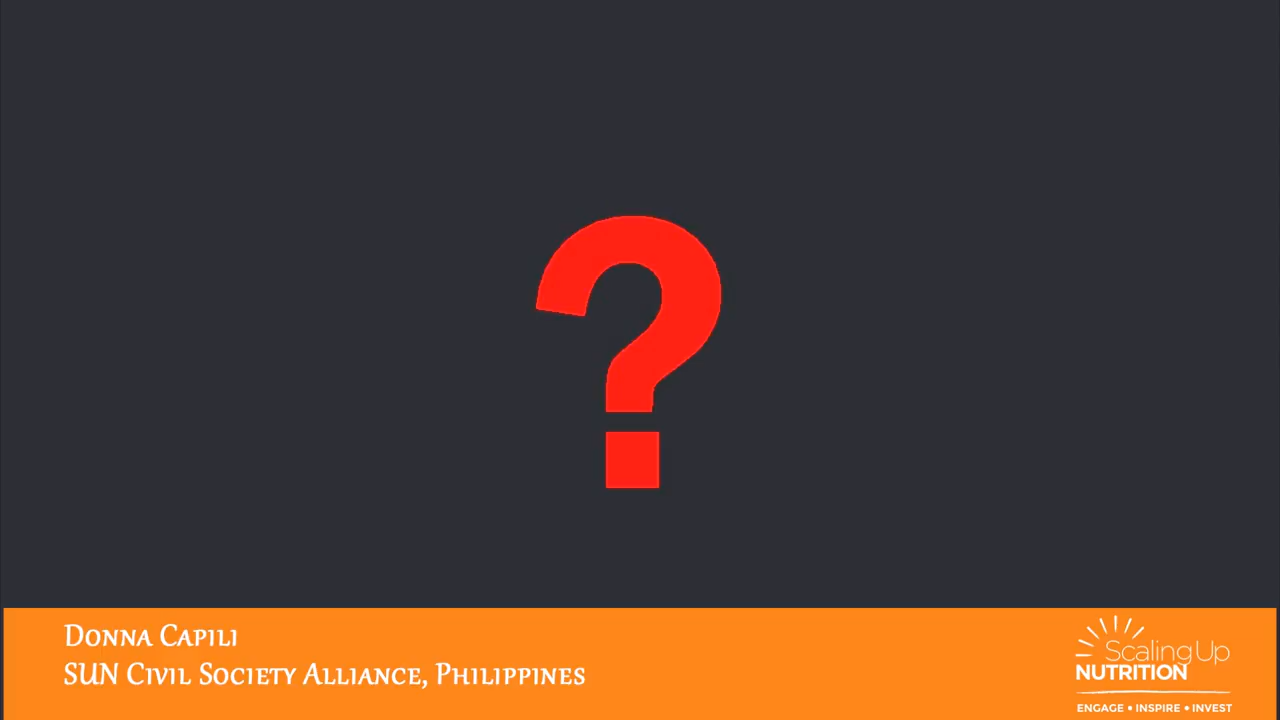 ?
Donna Capili
SUN Civil Society Alliance, Philippines
Scaling Up
NUTRITION
ENGAGE • INSPIRE • INVEST